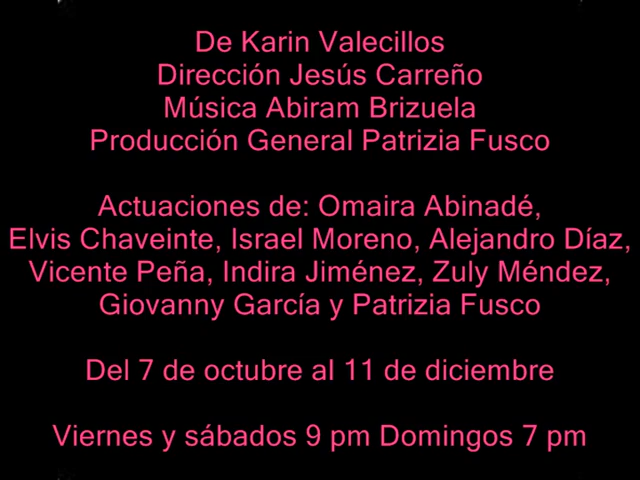 De Karin Valecillos
Dirección Jesús Carreño
Música Abiram Brizuela
Producción General Patrizia Fusco
Actuaciones de: Omaira Abinadé,
Elvis Chaveinte, Israel Moreno, Alejandro Díaz,
Vicente Peña, Indira Jiménez, Zuly Méndez,
Giovanny García y Patrizia Fusco
Del 7 de octubre al 11 de diciembre
Viernes y sábados 9 pm Domingos 7 pm